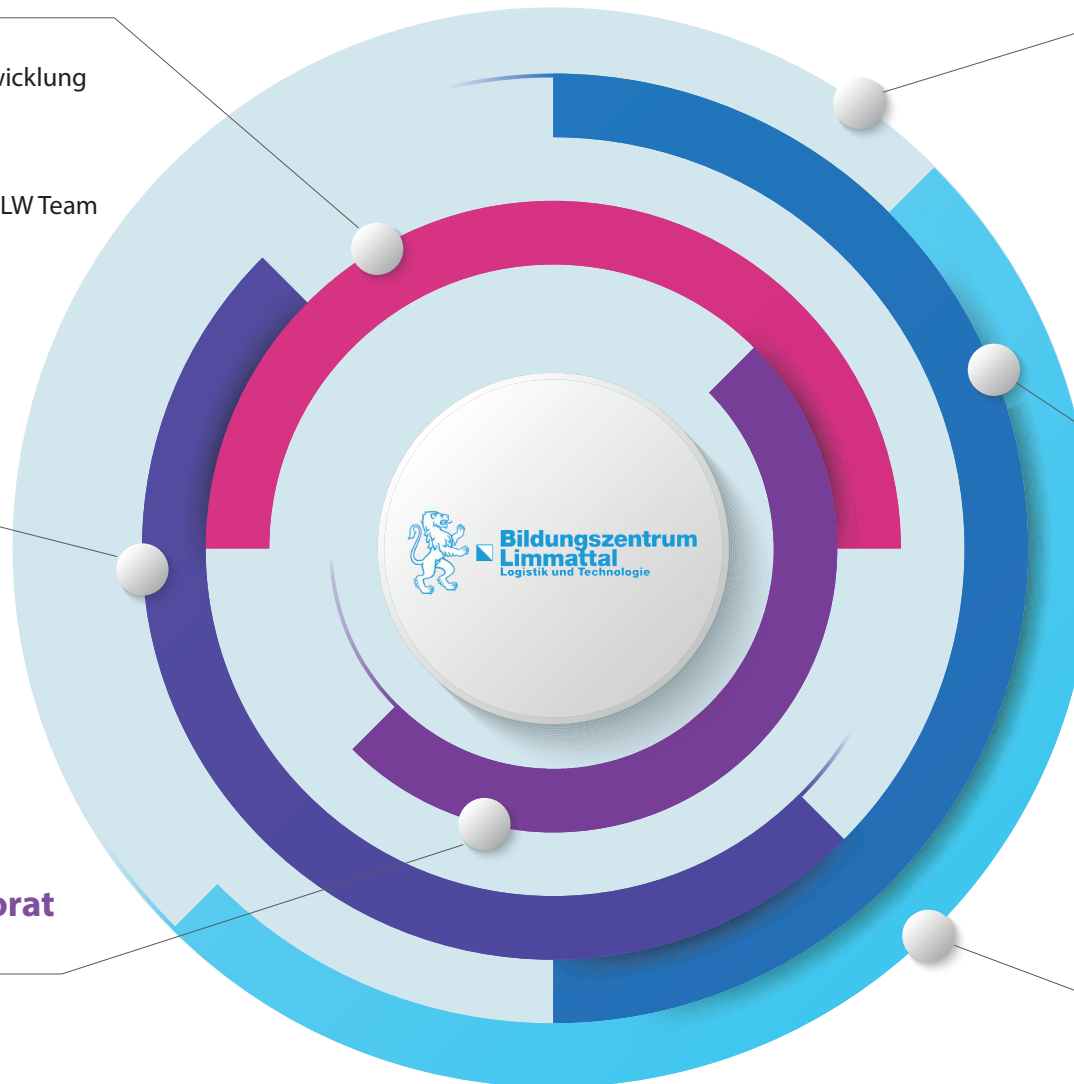 wicklung
LW Team
Bildungszentrum
Limmattal
Logistik und Technologie
orat